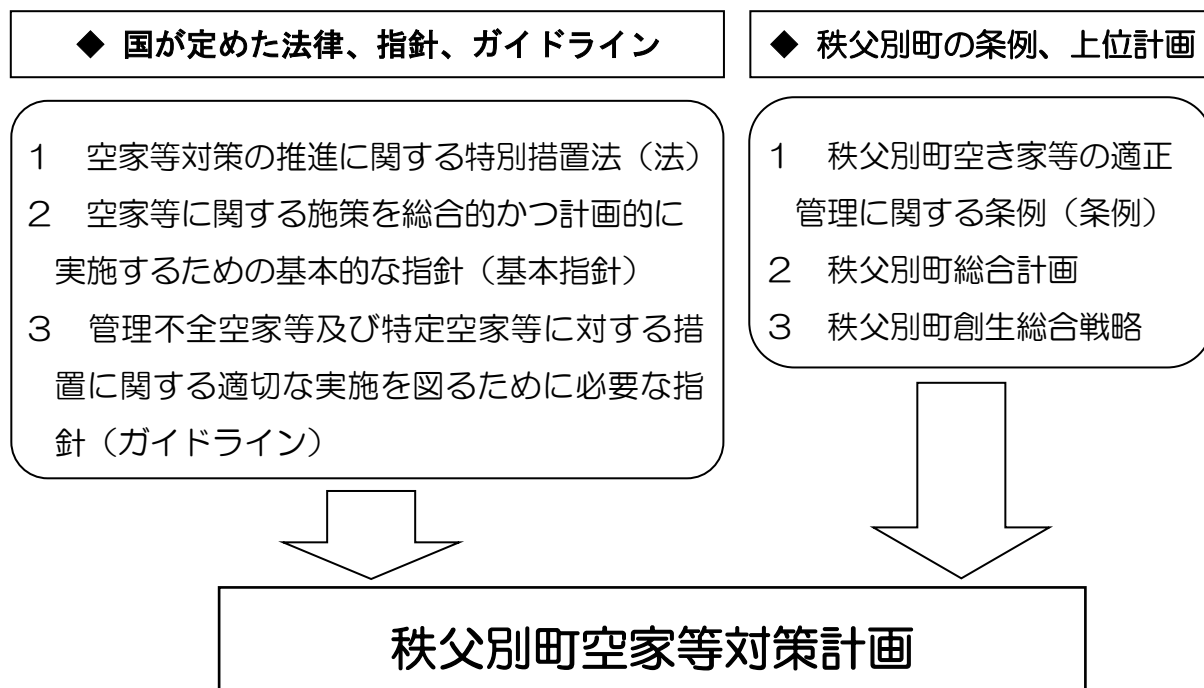 ◆ 国が定めた法律、指針、ガイドライン
1 空家等対策の推進に関する特別措置法(法)
2 空家等に関する施策を総合的かつ計画的に
実施するための基本的な指針(基本指針)
3 管理不全空家等及び特定空家等に対する措
置に関する適切な実施を図るために必要な指
針(ガイドライン)
◆ 秩父別町の条例、上位計画
1 秩父別町空き家等の適正
管理に関する条例(条例)
2 秩父別町総合計画
3 秩父別町創生総合戦略
秩父別町空家等対策計画